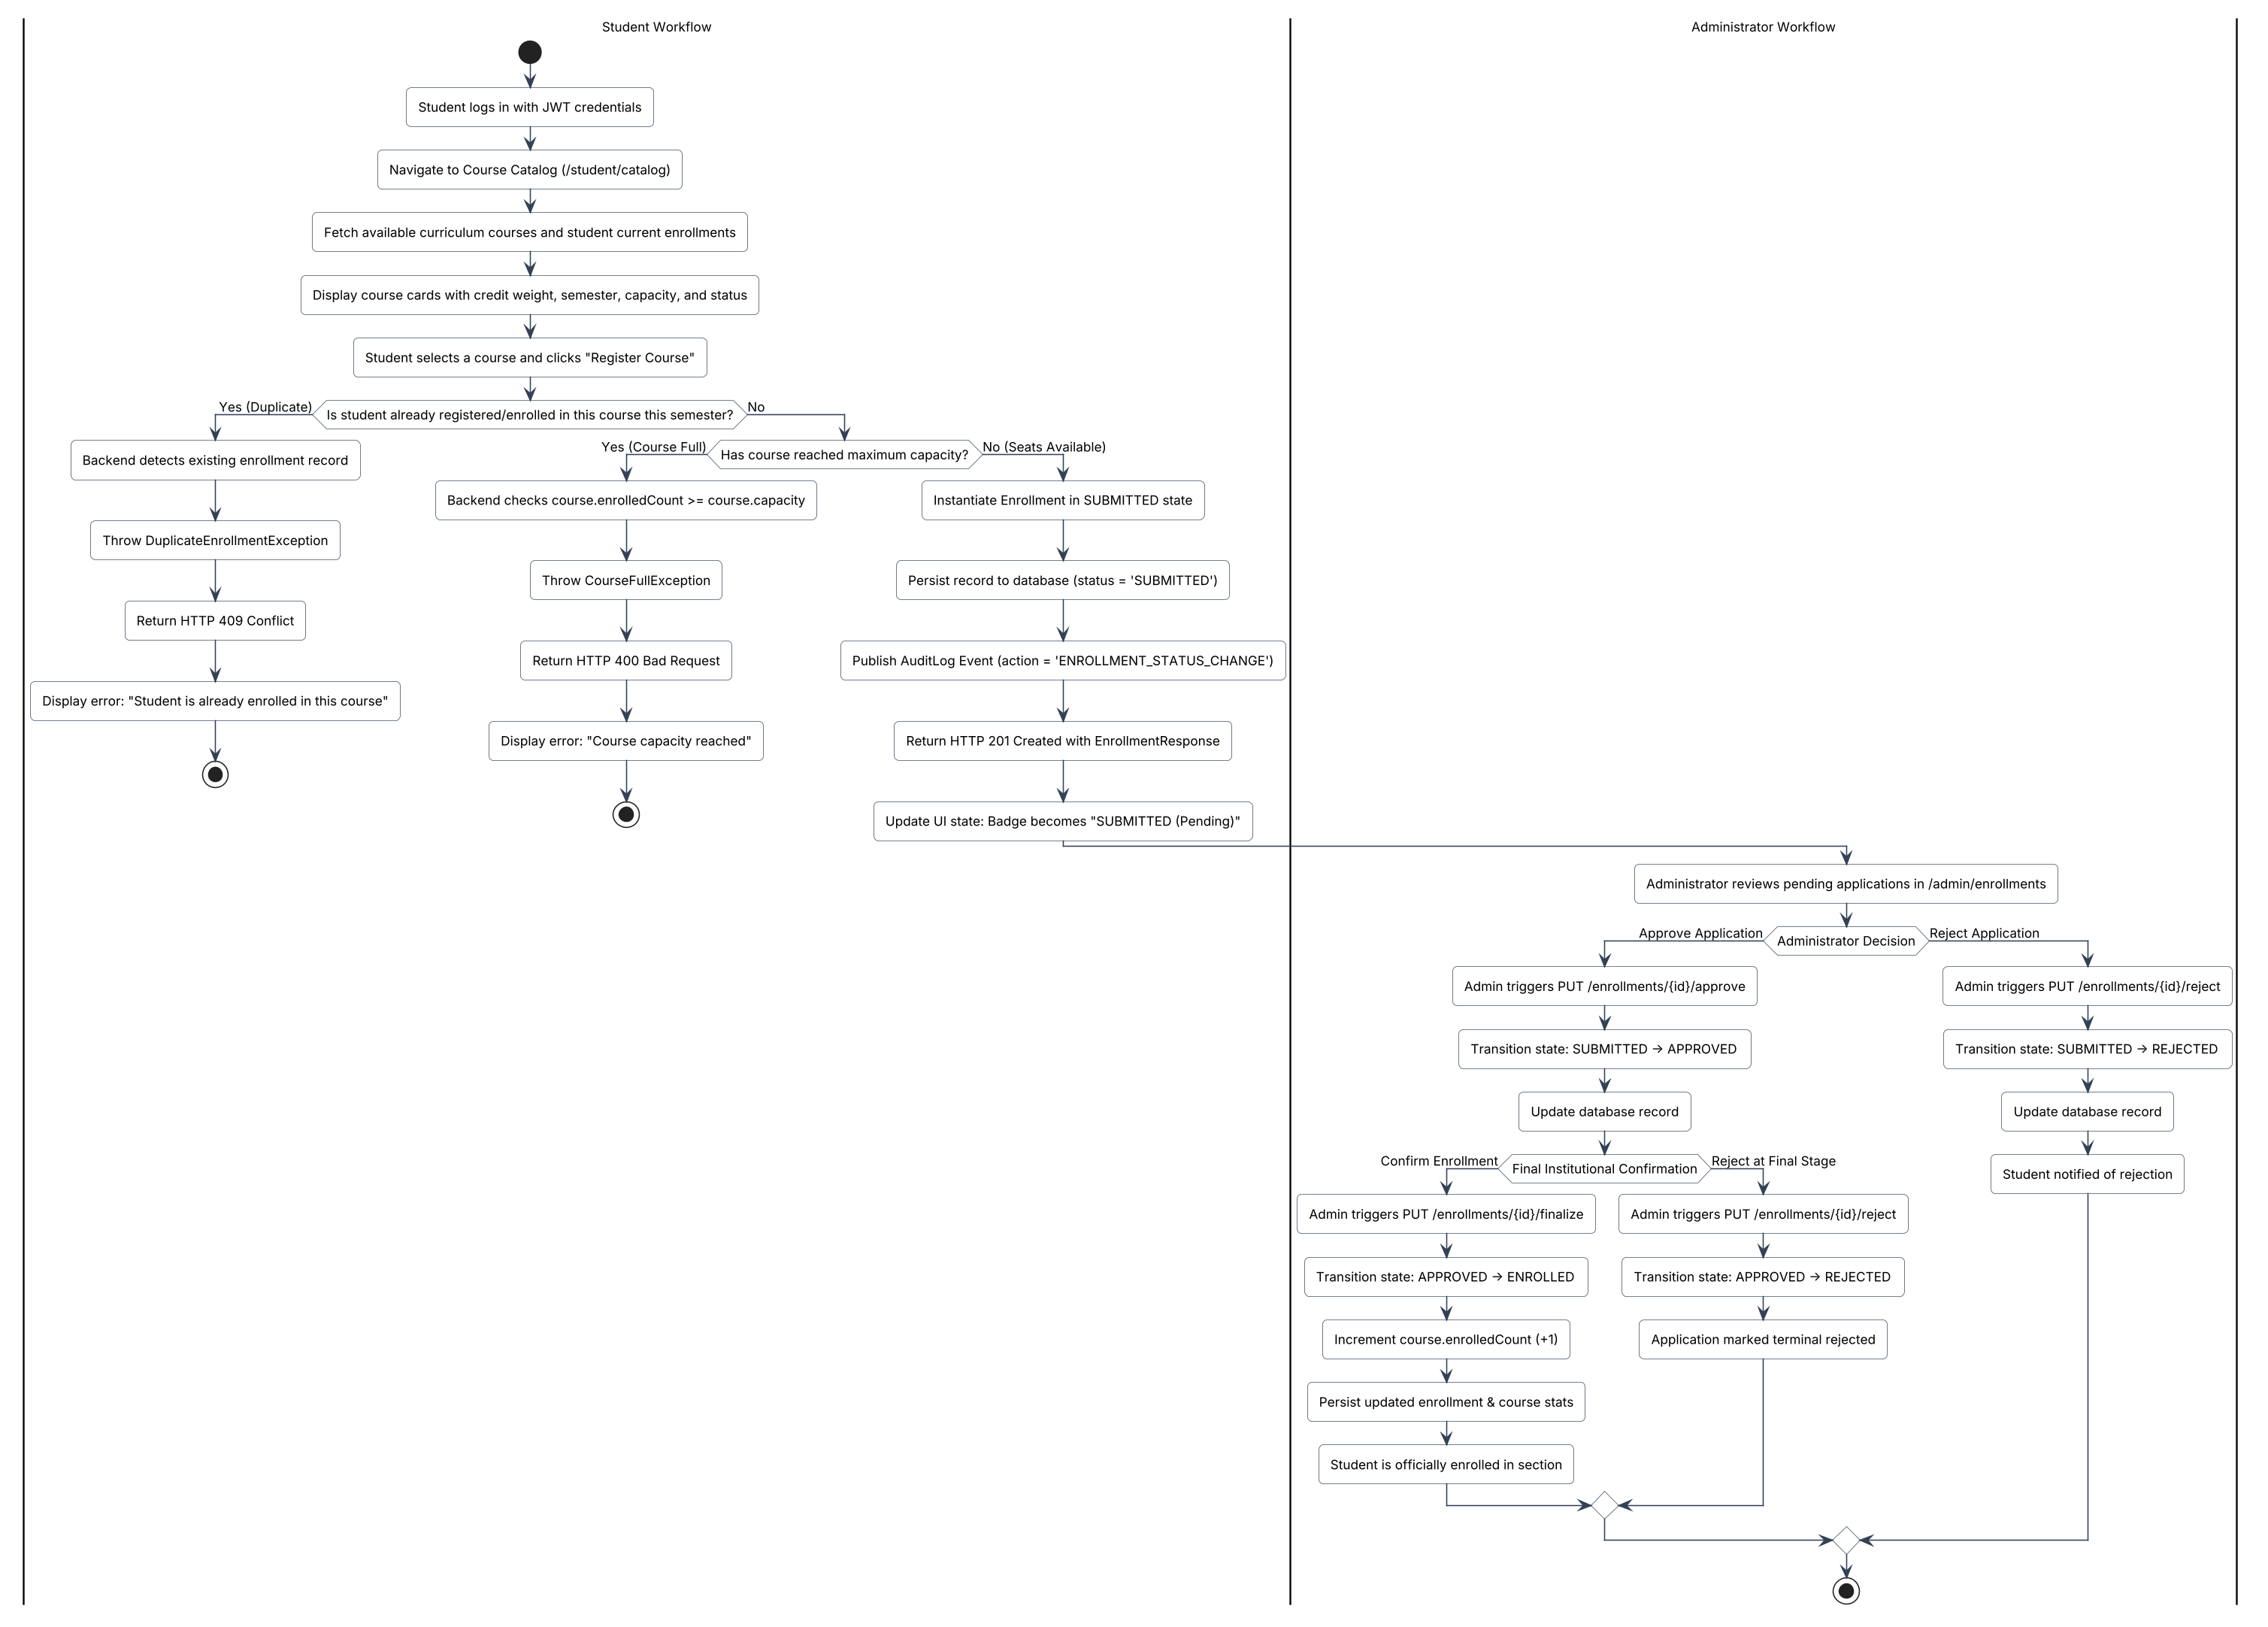 Student Workflow
Administrator Workflow
Student logs in with JWT credentials
Navigate to Course Catalog (/student/catalog)
Fetch available curriculum courses and student current enrollments
Display course cards with credit weight, semester, capacity, and status
Student selects a course and clicks "Register Course"
Yes (Duplicate)
Is student already registered/enrolled in this course this semester?
No
Backend detects existing enrollment record
Throw DuplicateEnrollmentException
Return HTTP 409 Conflict
Display error: "Student is already enrolled in this course"
Yes (Course Full)
Has course reached maximum capacity?
No (Seats Available)
Backend checks course.enrolledCount >= course.capacity
Throw CourseFullException
Return HTTP 400 Bad Request
Display error: "Course capacity reached"
Instantiate Enrollment in SUBMITTED state
Persist record to database (status = 'SUBMITTED')
Publish AuditLog Event (action = 'ENROLLMENT_STATUS_CHANGE')
Return HTTP 201 Created with EnrollmentResponse
Update UI state: Badge becomes "SUBMITTED (Pending)"
Administrator reviews pending applications in /admin/enrollments
Approve Application
Administrator Decision
Reject Application
Admin triggers PUT /enrollments/{id}/approve
Transition state: SUBMITTED → APPROVED
Update database record
Confirm Enrollment
Final Institutional Confirmation
Reject at Final Stage
Admin triggers PUT /enrollments/{id}/finalize
Transition state: APPROVED → ENROLLED
Increment course.enrolledCount (+1)
Persist updated enrollment & course stats
Student is officially enrolled in section
Admin triggers PUT /enrollments/{id}/reject
Transition state: APPROVED → REJECTED
Application marked terminal rejected
Admin triggers PUT /enrollments/{id}/reject
Transition state: SUBMITTED → REJECTED
Update database record
Student notified of rejection